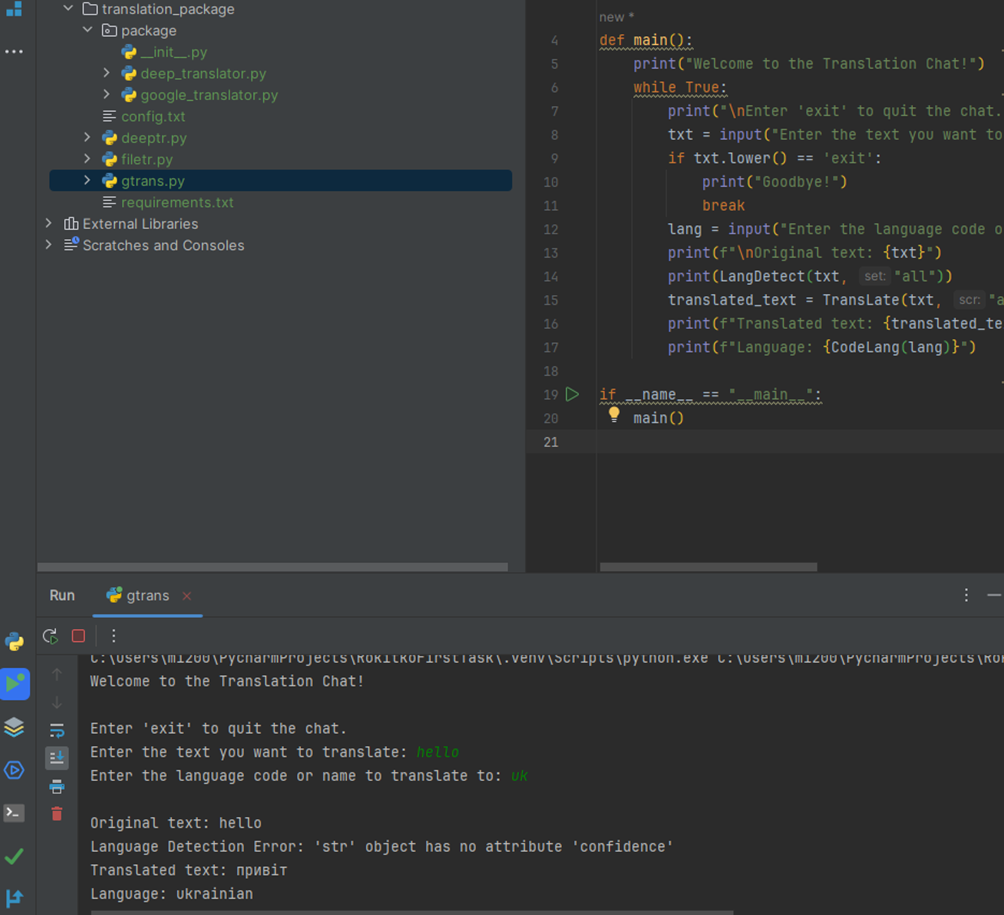 translation_package
package
__init__.py
deep_translator.py
google_translator.py
config.txt
deeptr.py
filetr.py
gtrans.py
requirements.txt
External Libraries
Scratches and Consoles
new *
4 def main():
5 print("Welcome to the Translation Chat!")
6 while True:
7 print("\nEnter 'exit' to quit the chat.
8 txt = input("Enter the text you want to
9 if txt.lower() == 'exit':
10 print("Goodbye!")
11 break
12 lang = input("Enter the language code o
13 print(f"\nOriginal text: {txt}")
14 print(LangDetect(txt, set: "all"))
15 translated_text = TransLate(txt, scr: "a
16 print(f"Translated text: {translated_te
17 print(f"Language: {CodeLang(lang)}")
18
19 if __name__ == "__main__":
20 main()
21
Run gtrans
C:\Users\m1200\PycharmProjects\RokitkoFirstTask\.venv\Scripts\python.exe C:\Users\m1200\PycharmProjects\Rok
Welcome to the Translation Chat!
Enter 'exit' to quit the chat.
Enter the text you want to translate: hello
Enter the language code or name to translate to: uk
Original text: hello
Language Detection Error: 'str' object has no attribute 'confidence'
Translated text: привіт
Language: ukrainian